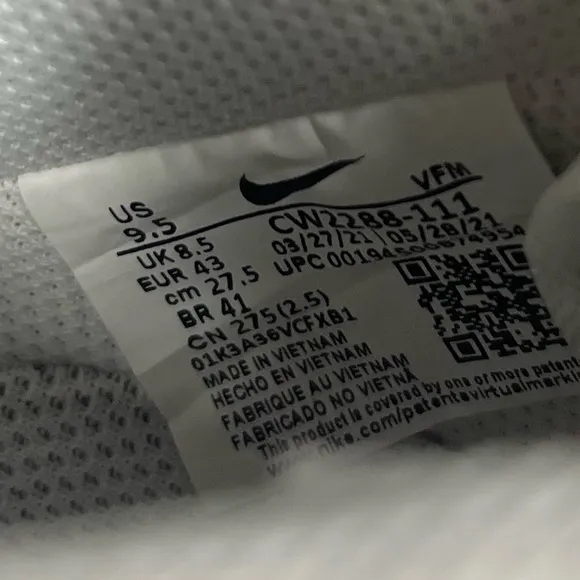 US VFM
9.5
UK 8.5 CW2288-111
EUR 43 03/27/21 05/28/21
cm 27.5 UPC
BR 41
CN 275(2.5)
01K3A36VCFXB1
MADE IN VIETNAM
HECHO EN VIETNAM
FABRIQUE AU VIETNAM
FABRICADO NO VIETNÃ
This product is covered by one or more patent